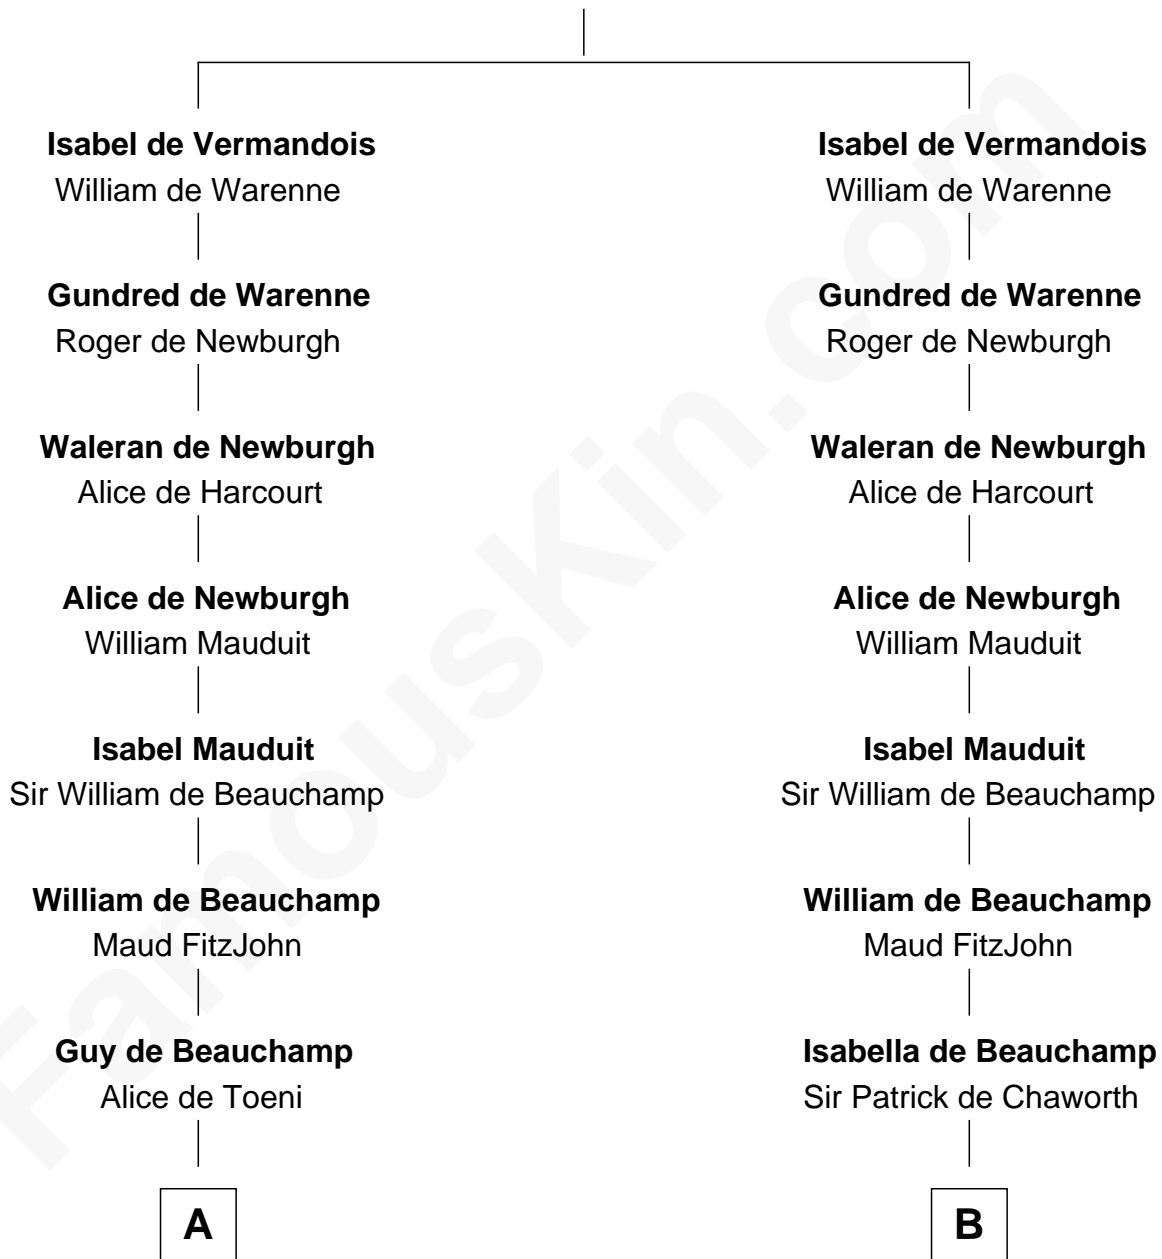 Isabel de Vermandois
William de Warenne
Isabel de Vermandois
William de Warenne
Gundred de Warenne
Roger de Newburgh
Gundred de Warenne
Roger de Newburgh
Waleran de Newburgh
Alice de Harcourt
Waleran de Newburgh
Alice de Harcourt
Alice de Newburgh
William Mauduit
Alice de Newburgh
William Mauduit
Isabel Mauduit
Sir William de Beauchamp
Isabel Mauduit
Sir William de Beauchamp
William de Beauchamp
Maud FitzJohn
William de Beauchamp
Maud FitzJohn
Guy de Beauchamp
Alice de Toeni
Isabella de Beauchamp
Sir Patrick de Chaworth
A
B
FamousKin.com